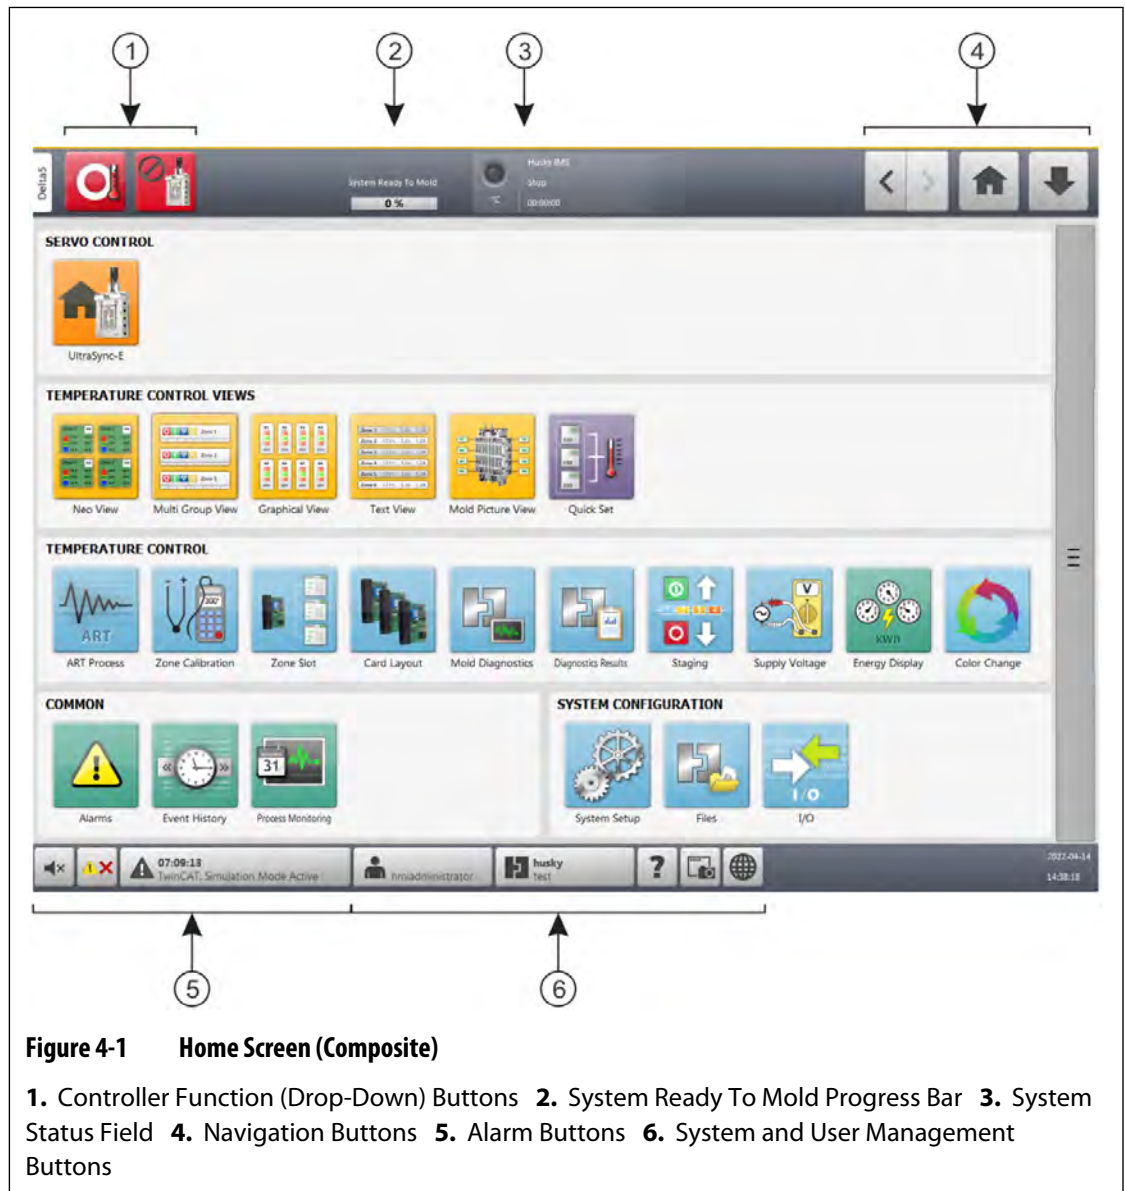 1 2 3 4
Delta5
System Ready To Mold
0 %
Husky IMS
Stop
°C 00:00:00
SERVO CONTROL
UltraSync-E
TEMPERATURE CONTROL VIEWS
Neo View Multi Group View Graphical View Text View Mold Picture View Quick Set
TEMPERATURE CONTROL
ART
KWh
ART Process Zone Calibration Zone Slot Card Layout Mold Diagnostics Diagnostics Results Staging Supply Voltage Energy Display Color Change
COMMON SYSTEM CONFIGURATION
31
I/O
Alarms Event History Process Monitoring System Setup Files I/O
07:09:13
TwinCAT: Simulation Mode Active
hmiadministrator
husky
test
?
2022-04-14
14:38:18
5 6
Figure 4-1 Home Screen (Composite)
1. Controller Function (Drop-Down) Buttons 2. System Ready To Mold Progress Bar 3. System
Status Field 4. Navigation Buttons 5. Alarm Buttons 6. System and User Management
Buttons